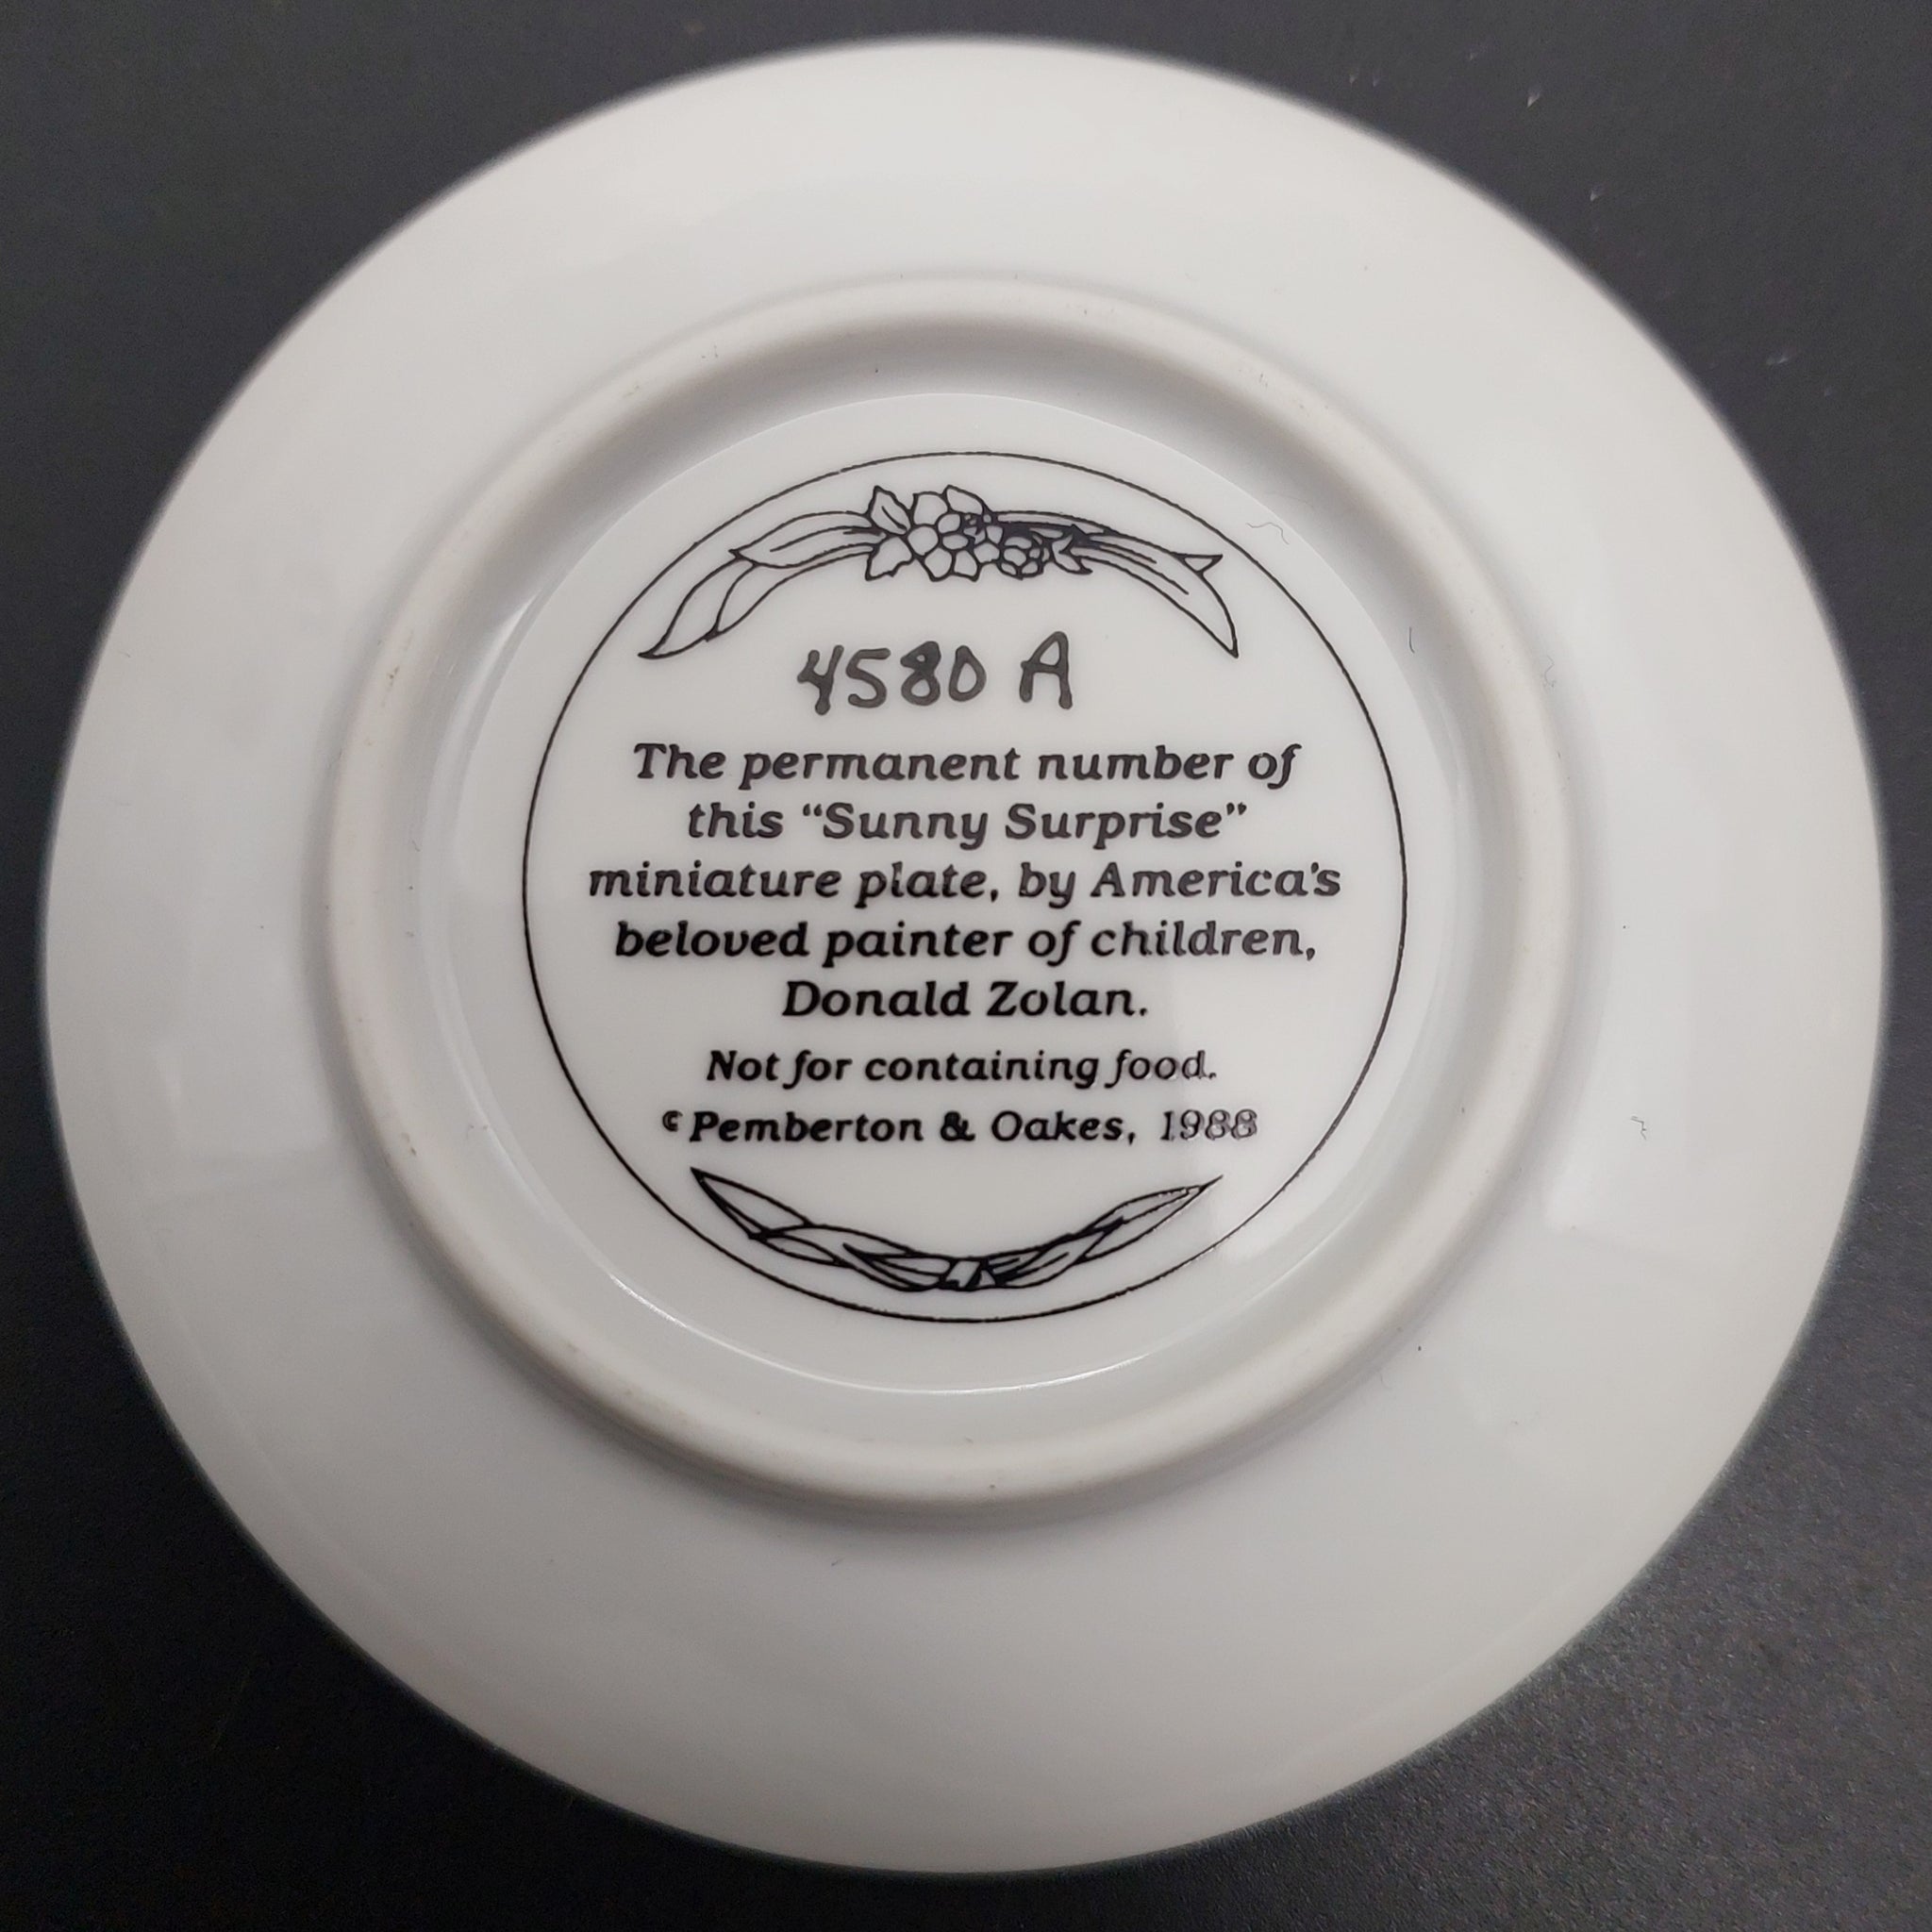 4580 A
The permanent number of
this “Sunny Surprise”
miniature plate, by America's
beloved painter of children,
Donald Zolan.
Not for containing food.
© Pemberton & Oakes, 1988